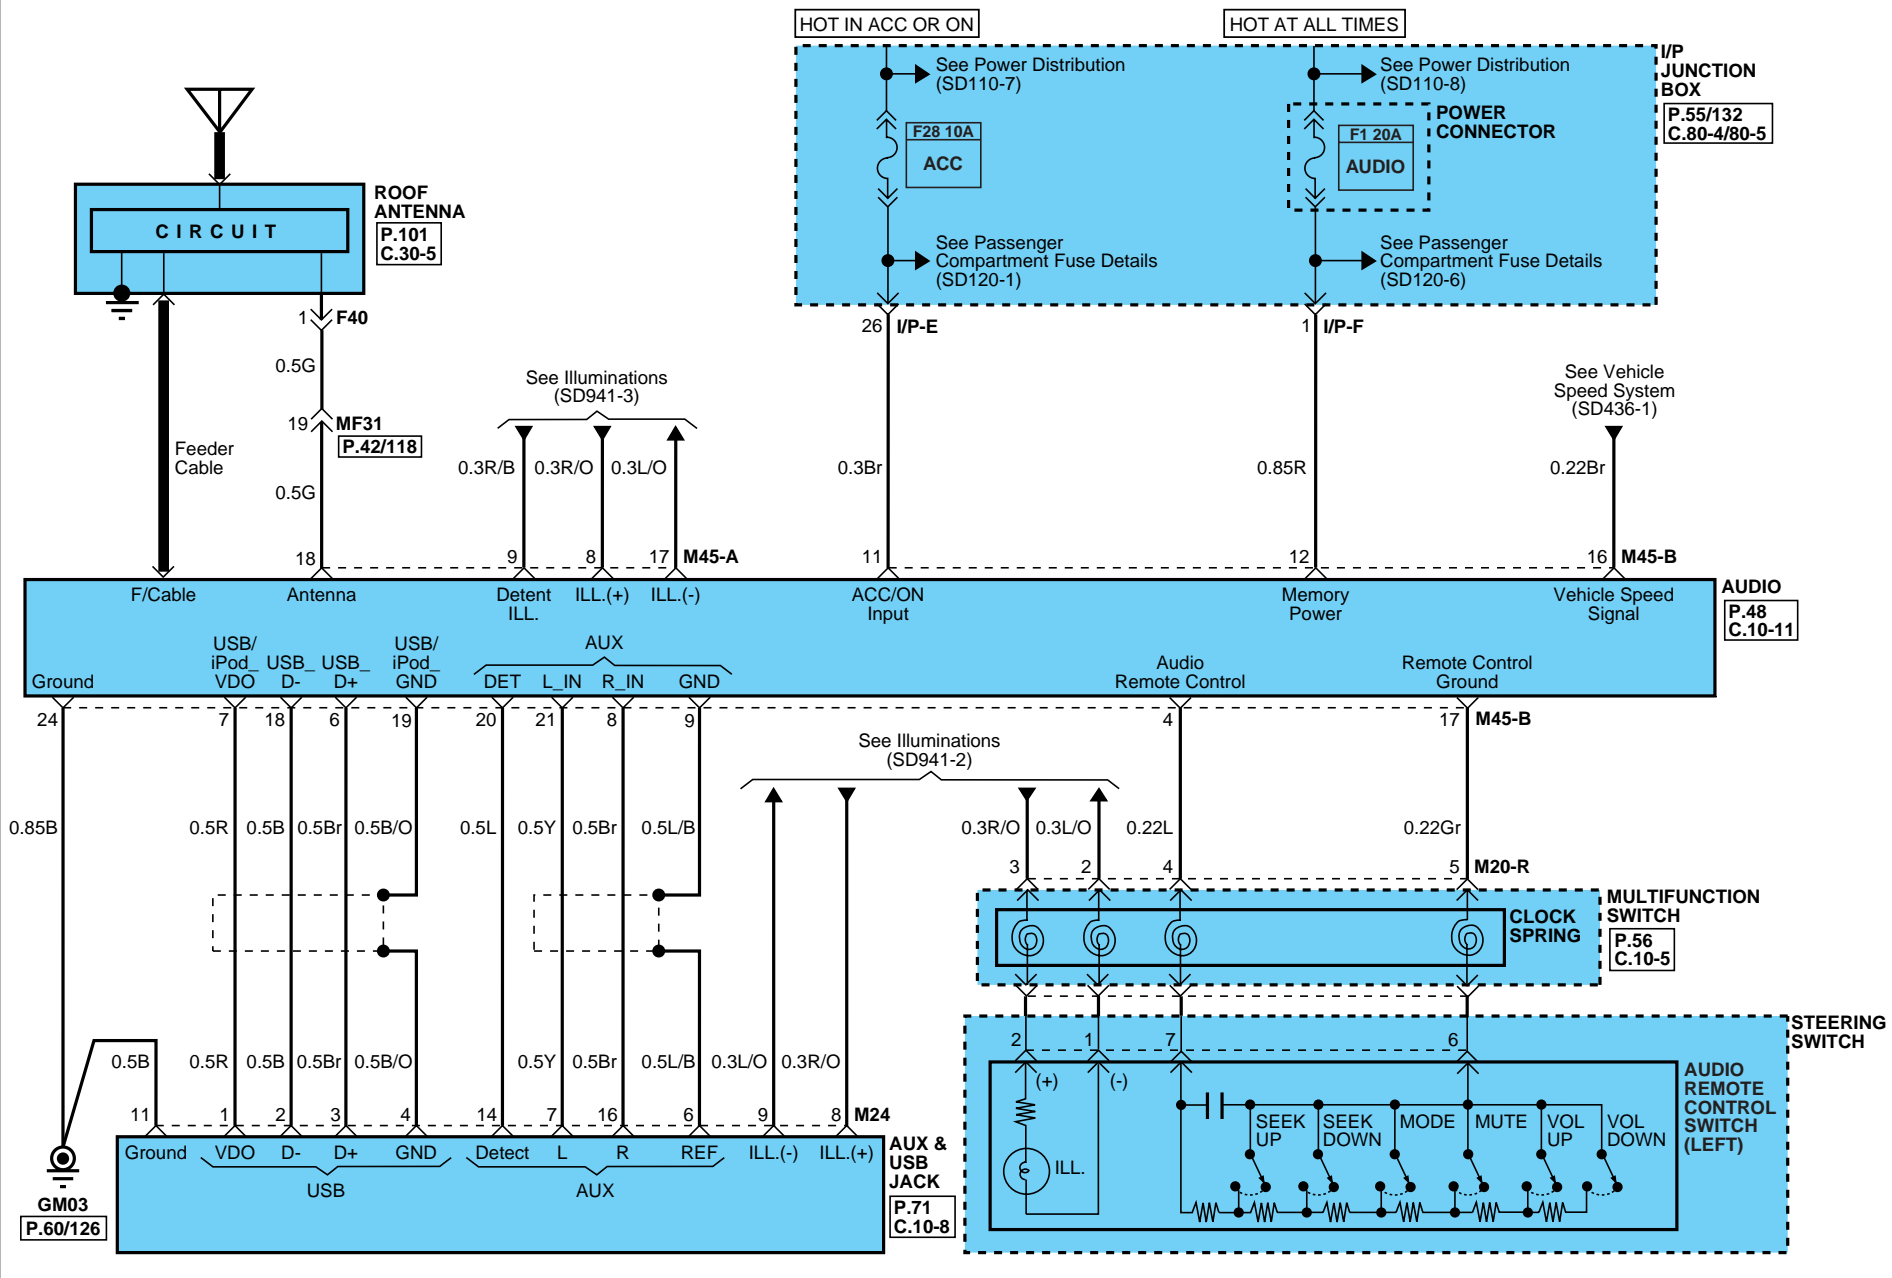 HOT IN ACC OR ON
HOT AT ALL TIMES
See Power Distribution
(SD110-7)
See Power Distribution
(SD110-8)
I/P
JUNCTION
BOX
P.55/132
C.80-4/80-5
POWER
CONNECTOR
F28 10A
ACC
F1 20A
AUDIO
See Passenger
Compartment Fuse Details
(SD120-1)
See Passenger
Compartment Fuse Details
(SD120-6)
26 I/P-E
1 I/P-F
ROOF
ANTENNA
P.101
C.30-5
CIRCUIT
1 F40
0.5G
19 MF31
P.42/118
Feeder
Cable
0.5G
See Illuminations
(SD941-3)
See Vehicle
Speed System
(SD436-1)
0.3R/B 0.3R/O 0.3L/O 0.3Br 0.85R 0.22Br
18 9 8 17 M45-A 11 12 16 M45-B
F/Cable Antenna
Detent
ILL.
ILL.(+) ILL.(-)
ACC/ON
Input
Memory
Power
Vehicle Speed
Signal
AUDIO
P.48
C.10-11
Ground
USB/
iPod_
VDO
USB_
D-
USB_
D+
USB/
iPod_
GND
AUX
DET L_IN R_IN GND
Audio
Remote Control
Remote Control
Ground
24 7 18 6 19 20 21 8 9 4 17 M45-B
See Illuminations
(SD941-2)
0.85B 0.5R 0.5B 0.5Br 0.5B/O 0.5L 0.5Y 0.5Br 0.5L/B 0.3R/O 0.3L/O 0.22L 0.22Gr
3 2 4 5 M20-R
MULTIFUNCTION
SWITCH
P.56
C.10-5
CLOCK
SPRING
STEERING
SWITCH
2 1 7 6
(+) (-)
0.5B 0.5R 0.5B 0.5Br 0.5B/O 0.5Y 0.5Br 0.5L/B 0.3L/O 0.3R/O
11 1 2 3 4 14 7 16 6 9 8 M24
Ground VDO D- D+ GND Detect L R REF ILL.(-) ILL.(+)
USB
AUX
AUX &
USB
JACK
P.71
C.10-8
GM03
P.60/126
ILL.
SEEK
UP
SEEK
DOWN
MODE
MUTE
VOL
UP
VOL
DOWN
AUDIO
REMOTE
CONTROL
SWITCH
(LEFT)